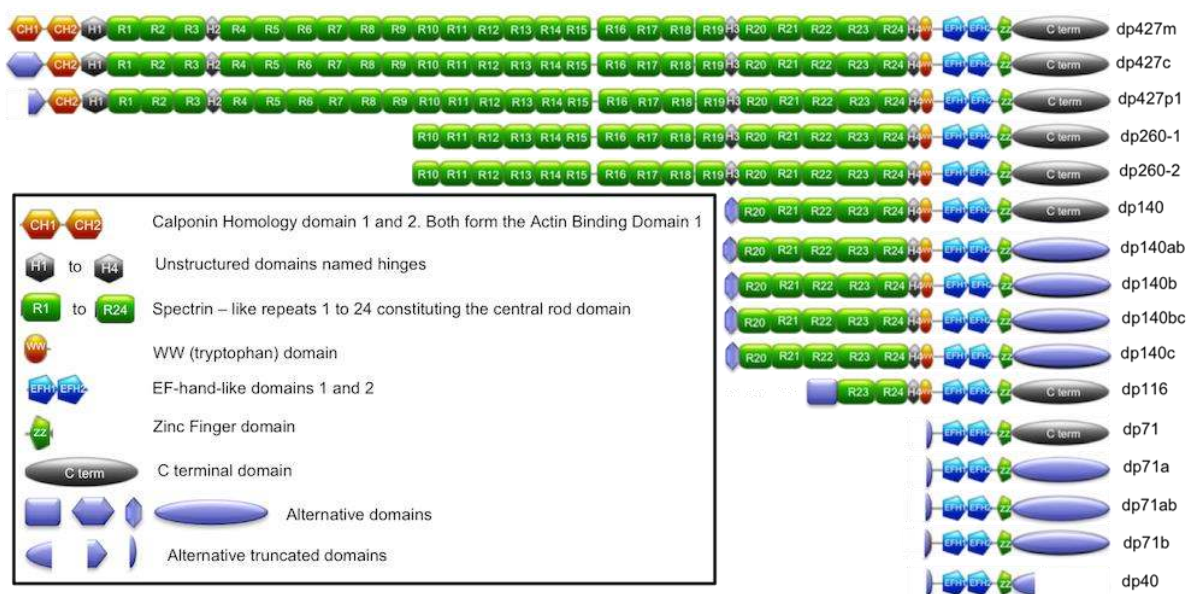 CH1 CH2 H1 R1 R2 R3 H2 R4 R5 R6 R7 R8 R9 R10 R11 R12 R13 R14 R15 R16 R17 R18 R19 H3 R20 R21 R22 R23 R24 H4 WW EFH1 EFH2 ZZ C term dp427m
CH2 H1 R1 R2 R3 H2 R4 R5 R6 R7 R8 R9 R10 R11 R12 R13 R14 R15 R16 R17 R18 R19 H3 R20 R21 R22 R23 R24 H4 WW EFH1 EFH2 ZZ C term dp427c
CH2 H1 R1 R2 R3 H2 R4 R5 R6 R7 R8 R9 R10 R11 R12 R13 R14 R15 R16 R17 R18 R19 H3 R20 R21 R22 R23 R24 H4 WW EFH1 EFH2 ZZ C term dp427p1
R10 R11 R12 R13 R14 R15 R16 R17 R18 R19 H3 R20 R21 R22 R23 R24 H4 WW EFH1 EFH2 ZZ C term dp260-1
R10 R11 R12 R13 R14 R15 R16 R17 R18 R19 H3 R20 R21 R22 R23 R24 H4 WW EFH1 EFH2 ZZ C term dp260-2
R20 R21 R22 R23 R24 H4 WW EFH1 EFH2 ZZ C term dp140
R20 R21 R22 R23 R24 H4 WW EFH1 EFH2 ZZ dp140ab
R20 R21 R22 R23 R24 H4 WW EFH1 EFH2 ZZ dp140b
R20 R21 R22 R23 R24 H4 WW EFH1 EFH2 ZZ dp140bc
R20 R21 R22 R23 R24 H4 WW EFH1 EFH2 ZZ dp140c
R23 R24 H4 WW EFH1 EFH2 ZZ C term dp116
EFH1 EFH2 ZZ C term dp71
EFH1 EFH2 ZZ dp71a
EFH1 EFH2 ZZ dp71ab
EFH1 EFH2 ZZ dp71b
EFH1 EFH2 ZZ dp40
CH1 CH2 Calponin Homology domain 1 and 2. Both form the Actin Binding Domain 1
H1 to H4 Unstructured domains named hinges
R1 to R24 Spectrin – like repeats 1 to 24 constituting the central rod domain
WW WW (tryptophan) domain
EFH1 EFH2 EF-hand-like domains 1 and 2
ZZ Zinc Finger domain
C term C terminal domain
Alternative domains
Alternative truncated domains